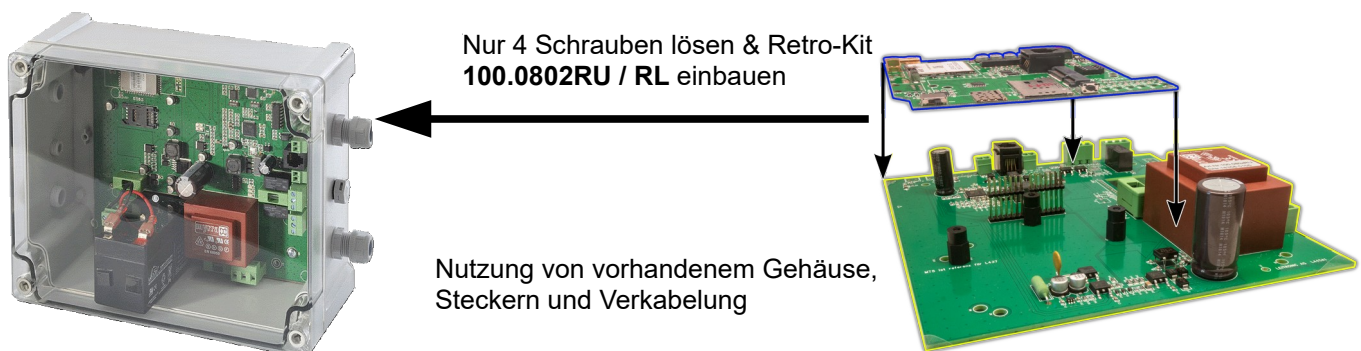 Nur 4 Schrauben lösen & Retro-Kit
100.0802RU / RL einbauen
Nutzung von vorhandenem Gehäuse,
Steckern und Verkabelung